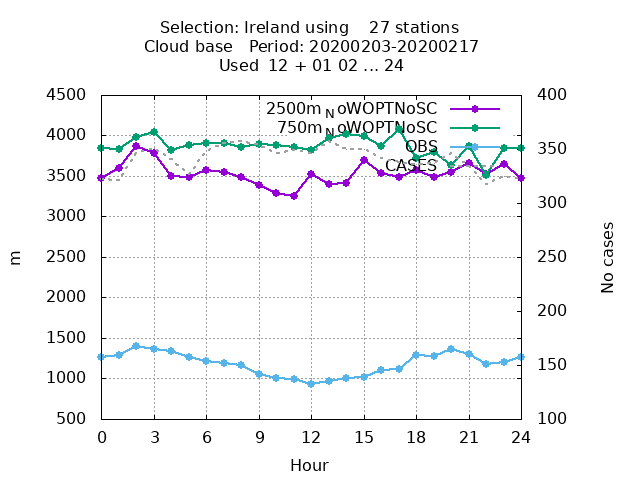 Selection: Ireland using 27 stations
Cloud base Period: 20200203-20200217
Used 12 + 01 02 ... 24
4500
4000
3500
3000
2500
2000
1500
1000
500
m
2500m NoWOPTNoSC
750m NoWOPTNoSC
OBS
CASES
400
350
300
250
200
150
100
No cases
0 3 6 9 12 15 18 21 24
Hour